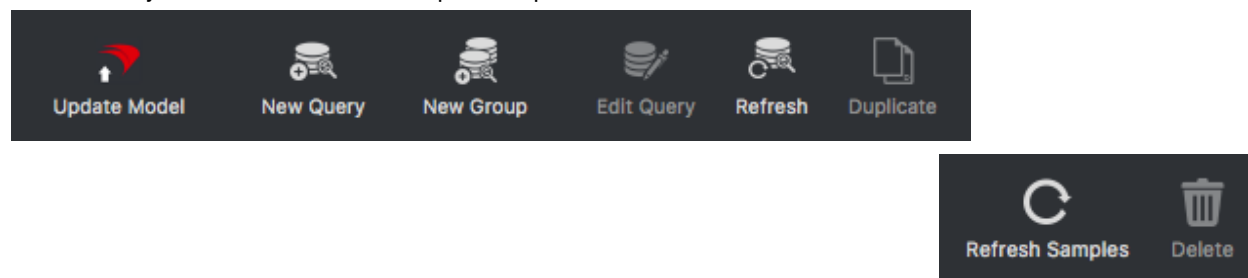 Update Model New Query New Group Edit Query Refresh Duplicate
Refresh Samples Delete